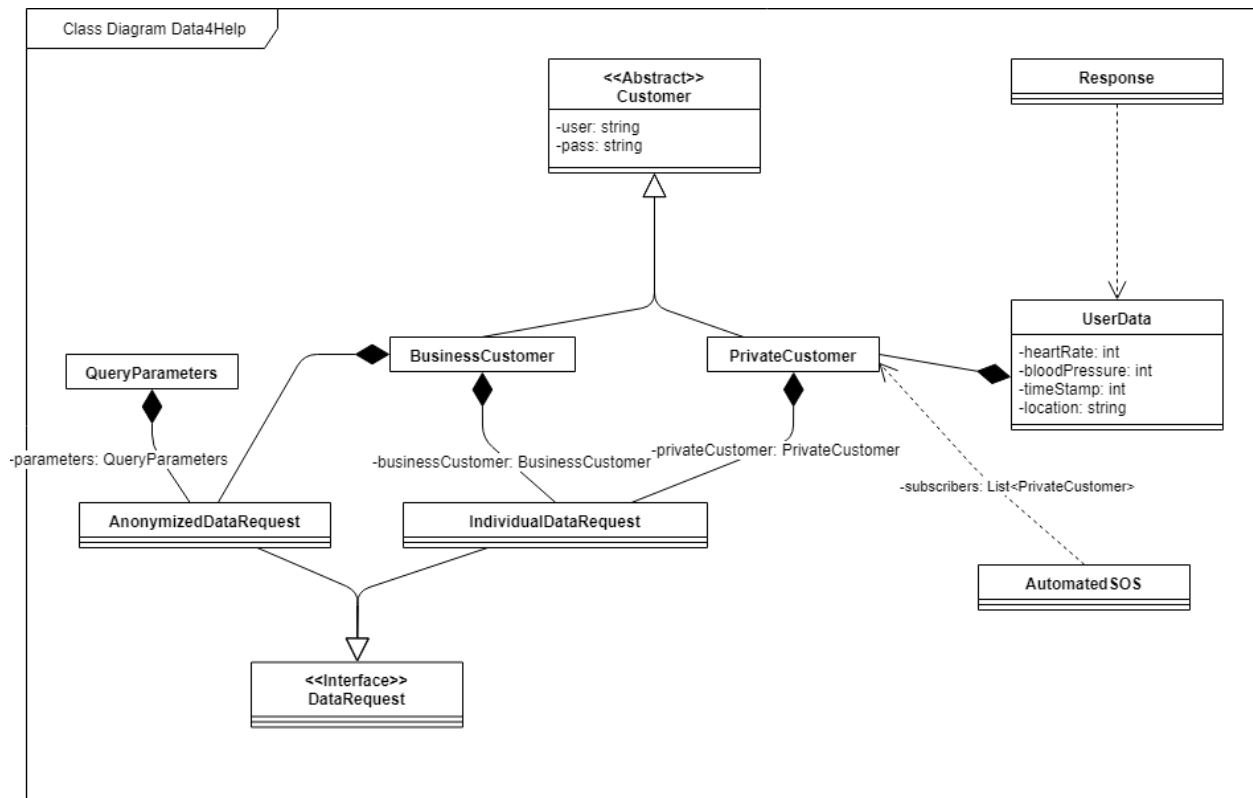 Class Diagram Data4Help
<<Abstract>>
Customer
-user: string
-pass: string
Response
UserData
-heartRate: int
-bloodPressure: int
-timeStamp: int
-location: string
BusinessCustomer
PrivateCustomer
QueryParameters
-parameters: QueryParameters
-businessCustomer: BusinessCustomer
-privateCustomer: PrivateCustomer
-subscribers: List<PrivateCustomer>
AnonymizedDataRequest
IndividualDataRequest
AutomatedSOS
<<Interface>>
DataRequest